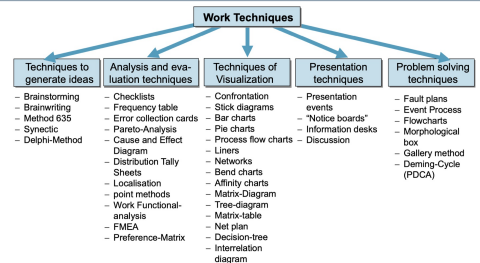 Work Techniques
Techniques to
generate ideas
– Brainstorming
– Brainwriting
– Method 635
– Synectic
– Delphi-Method
Analysis and eva-
luation techniques
– Checklists
– Frequency table
– Error collection cards
– Pareto-Analysis
– Cause and Effect
Diagram
– Distribution Tally
Sheets
– Localisation
– point methods
– Work Functional-
analysis
– FMEA
– Preference-Matrix
Techniques of
Visualization
– Confrontation
– Stick diagrams
– Bar charts
– Pie charts
– Process flow charts
– Liners
– Networks
– Bend charts
– Affinity charts
– Matrix-Diagram
– Tree-diagram
– Matrix-table
– Net plan
– Decision-tree
– Interrelation
diagram
Presentation
techniques
– Presentation
events
– “Notice boards”
– Information desks
– Discussion
Problem solving
techniques
– Fault plans
– Event Process
– Flowcharts
– Morphological
box
– Gallery method
– Deming-Cycle
(PDCA)